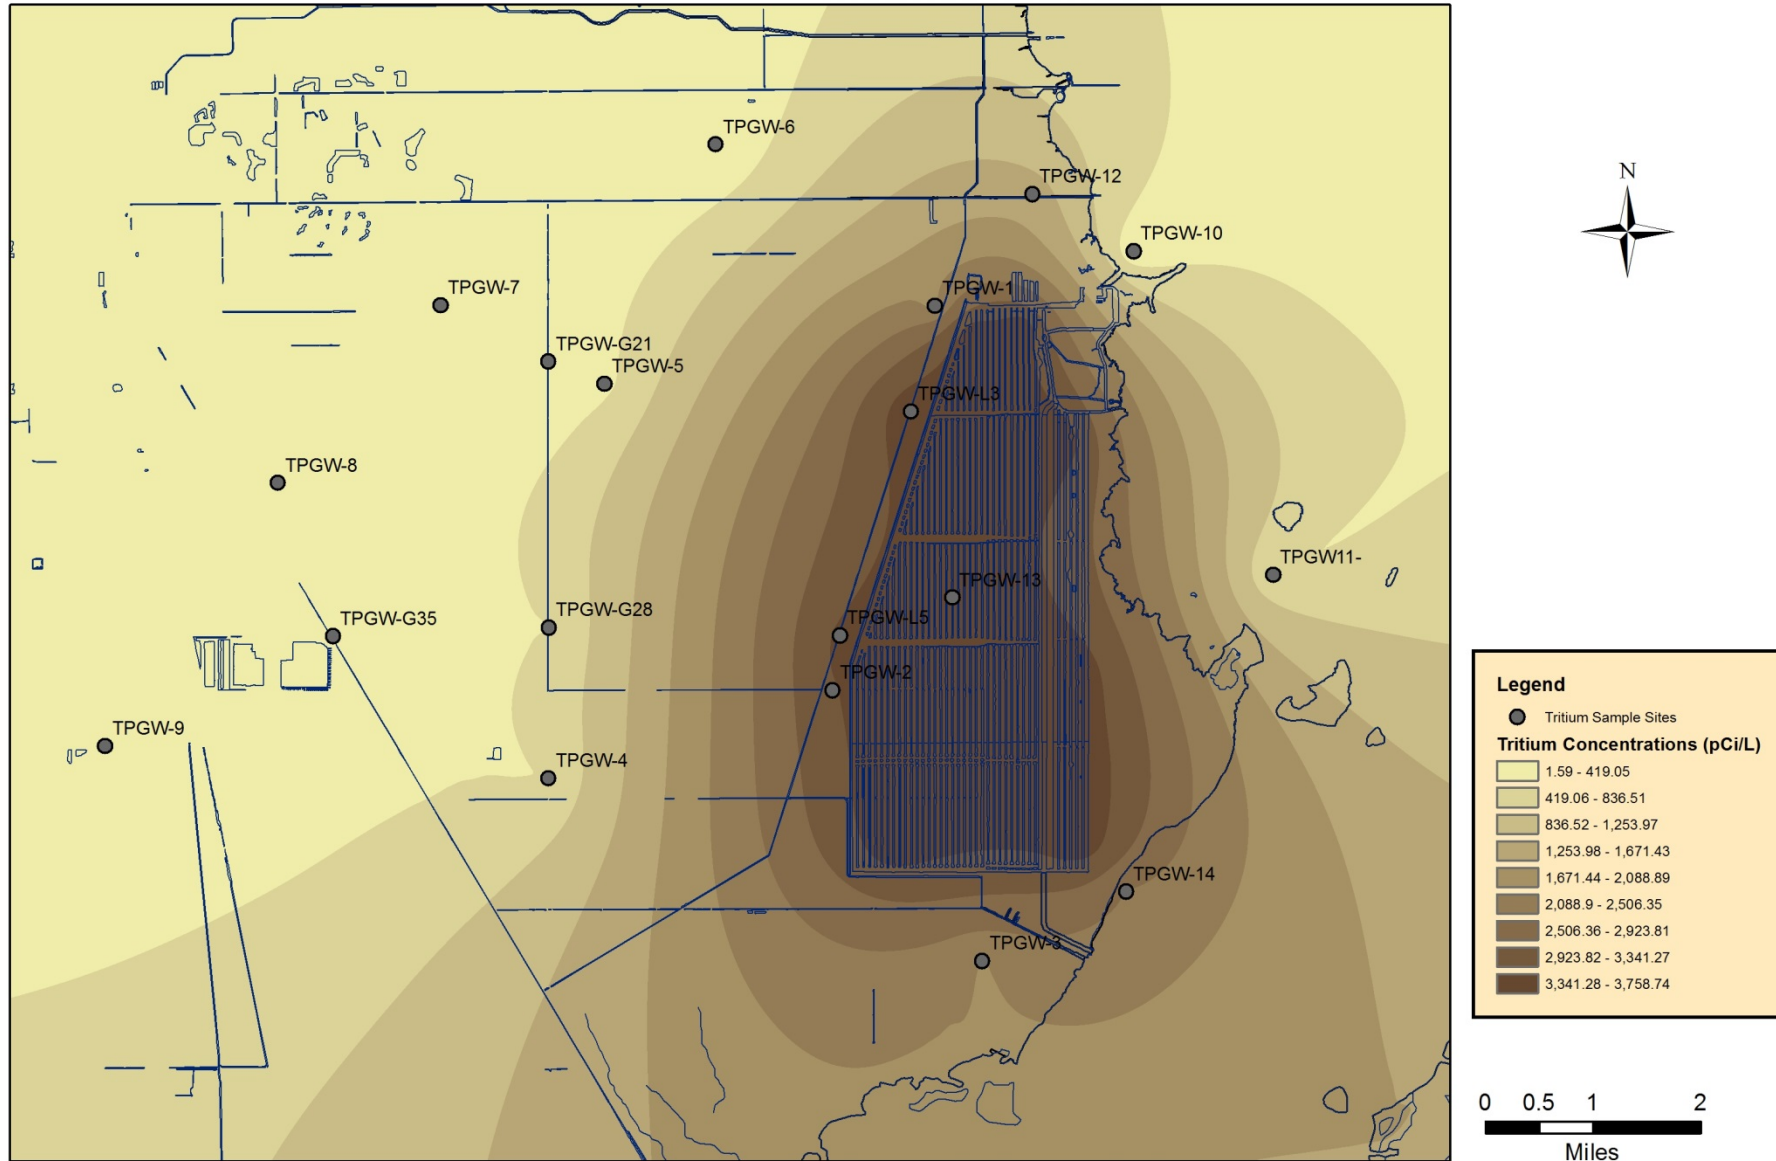 TPGW-6
TPGW-12
TPGW-10
TPGW-7
TPGW-1
TPGW-G21
TPGW-5
TPGW-L3
TPGW-8
TPGW11-
TPGW-13
TPGW-G28
TPGW-G35
TPGW-L5
TPGW-2
TPGW-9
TPGW-4
TPGW-14
TPGW-3
N
Legend
Tritium Sample Sites
Tritium Concentrations (pCi/L)
1.59 - 419.05
419.06 - 836.51
836.52 - 1,253.97
1,253.98 - 1,671.43
1,671.44 - 2,088.89
2,088.9 - 2,506.35
2,506.36 - 2,923.81
2,923.82 - 3,341.27
3,341.28 - 3,758.74
0 0.5 1 2
Miles